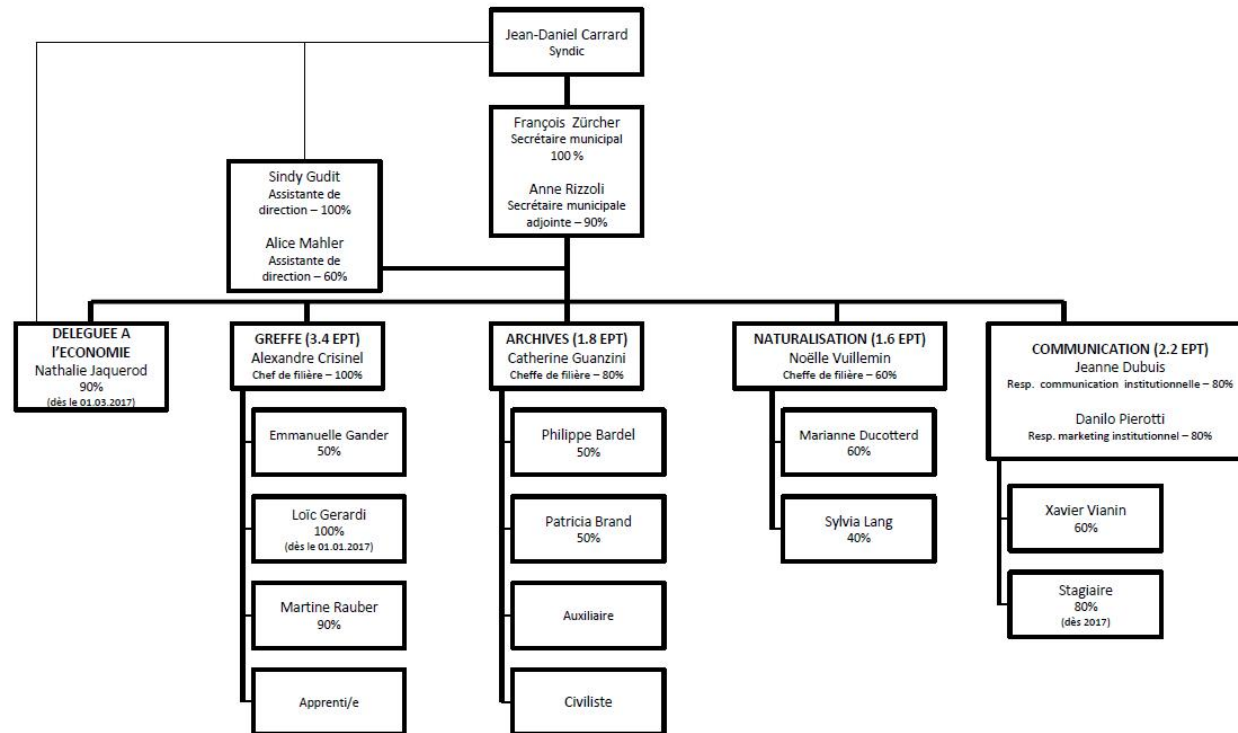 Jean-Daniel Carrard
Syndic
François Zürcher
Secrétaire municipal
100 %
Anne Rizzoli
Secrétaire municipale
adjointe – 90%
Sindy Gudit
Assistante de
direction – 100%
Alice Mahler
Assistante de
direction – 60%
DELEGUEE A
l'ECONOMIE
Nathalie Jaquerod
90%
(dès le 01.03.2017)
GREFFE (3.4 EPT)
Alexandre Crisinel
Chef de filière – 100%
Emmanuelle Gander
50%
Loïc Gerardi
100%
(dès le 01.01.2017)
Martine Rauber
90%
Apprenti/e
ARCHIVES (1.8 EPT)
Catherine Guanzini
Cheffe de filière – 80%
Philippe Bardel
50%
Patricia Brand
50%
Auxiliaire
Civiliste
NATURALISATION (1.6 EPT)
Noëlle Vuillemin
Cheffe de filière – 60%
Marianne Ducotterd
60%
Sylvia Lang
40%
COMMUNICATION (2.2 EPT)
Jeanne Dubuis
Resp. communication institutionnelle – 80%
Danilo Pierotti
Resp. marketing institutionnel – 80%
Xavier Vianin
60%
Stagiaire
80%
(dès 2017)